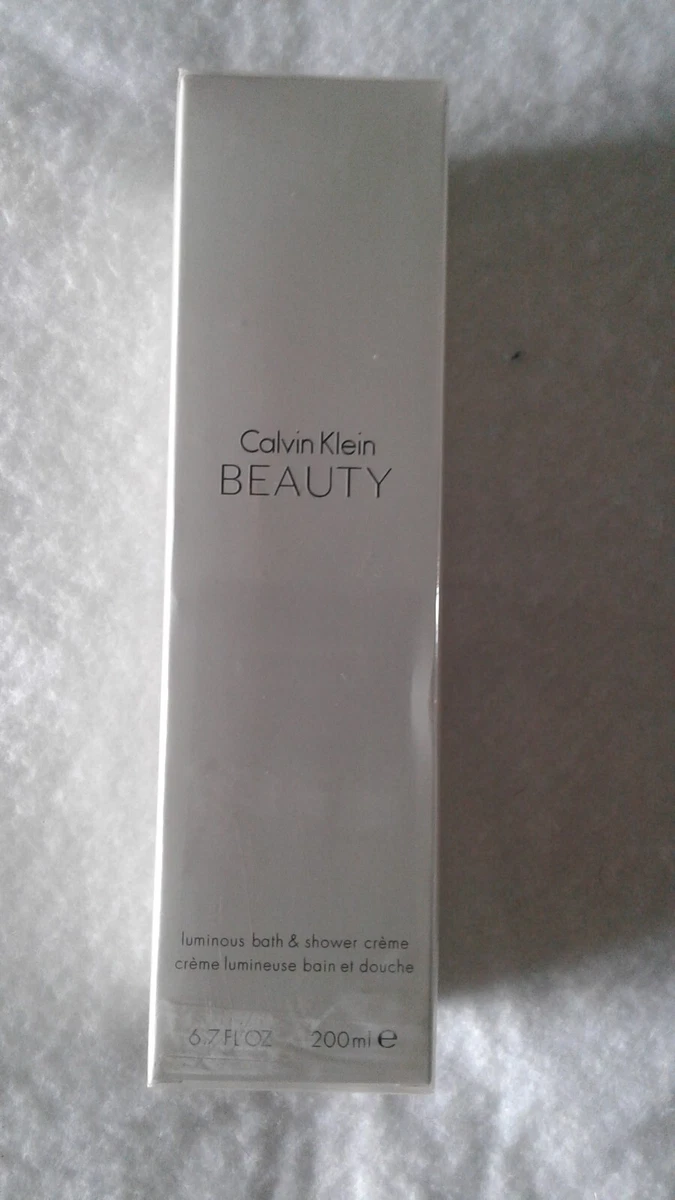 Calvin Klein
BEAUTY
luminous bath & shower crème
crème lumineuse bain et douche
6.7 FL OZ 200ml ℮